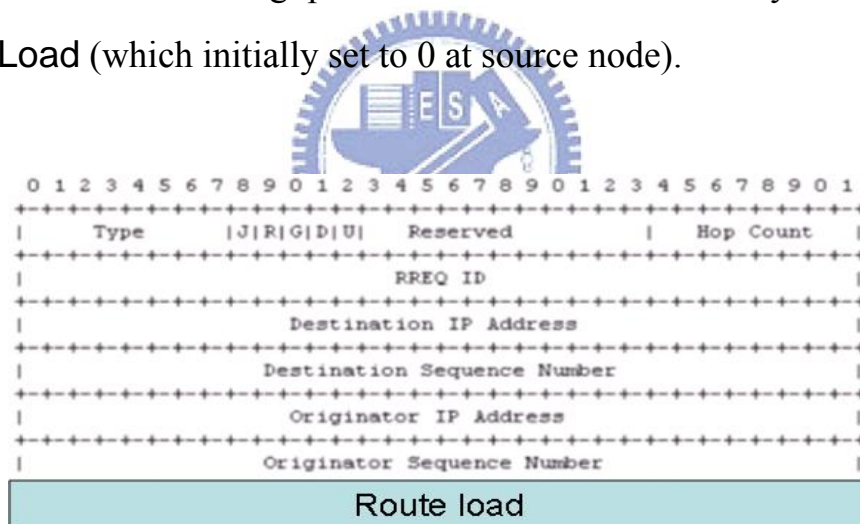 Load (which initially set to 0 at source node).
E S A
0 1 2 3 4 5 6 7 8 9 0 1 2 3 4 5 6 7 8 9 0 1 2 3 4 5 6 7 8 9 0 1
+-+-+-+-+-+-+-+-+-+-+-+-+-+-+-+-+-+-+-+-+-+-+-+-+-+-+-+-+-+-+-+-+
| Type |J|R|G|D|U| Reserved | Hop Count |
+-+-+-+-+-+-+-+-+-+-+-+-+-+-+-+-+-+-+-+-+-+-+-+-+-+-+-+-+-+-+-+-+
| RREQ ID |
+-+-+-+-+-+-+-+-+-+-+-+-+-+-+-+-+-+-+-+-+-+-+-+-+-+-+-+-+-+-+-+-+
| Destination IP Address |
+-+-+-+-+-+-+-+-+-+-+-+-+-+-+-+-+-+-+-+-+-+-+-+-+-+-+-+-+-+-+-+-+
| Destination Sequence Number |
+-+-+-+-+-+-+-+-+-+-+-+-+-+-+-+-+-+-+-+-+-+-+-+-+-+-+-+-+-+-+-+-+
| Originator IP Address |
+-+-+-+-+-+-+-+-+-+-+-+-+-+-+-+-+-+-+-+-+-+-+-+-+-+-+-+-+-+-+-+-+
| Originator Sequence Number |
Route load